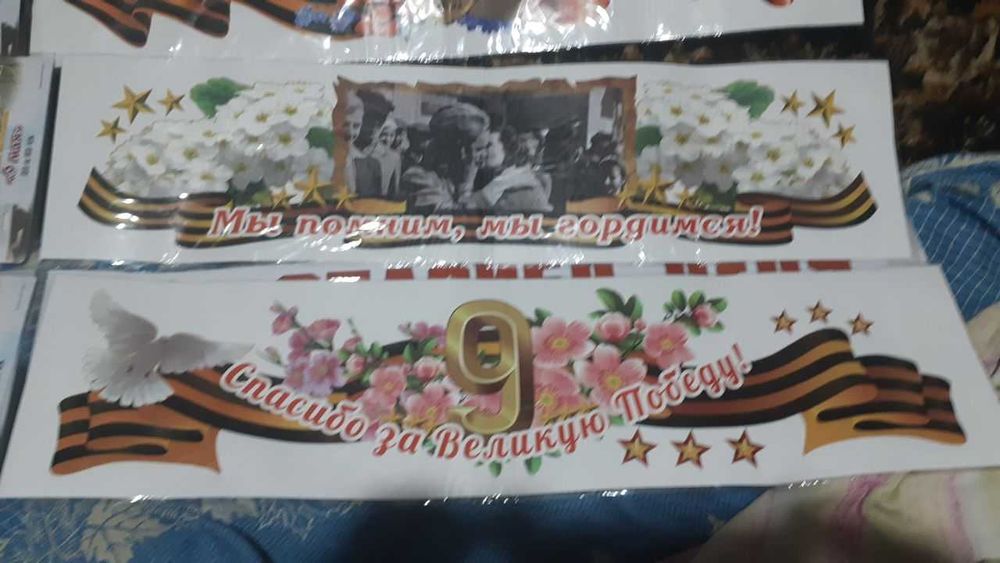 Мы помним, мы гордимся!
9
Спасибо за Великую Победу!